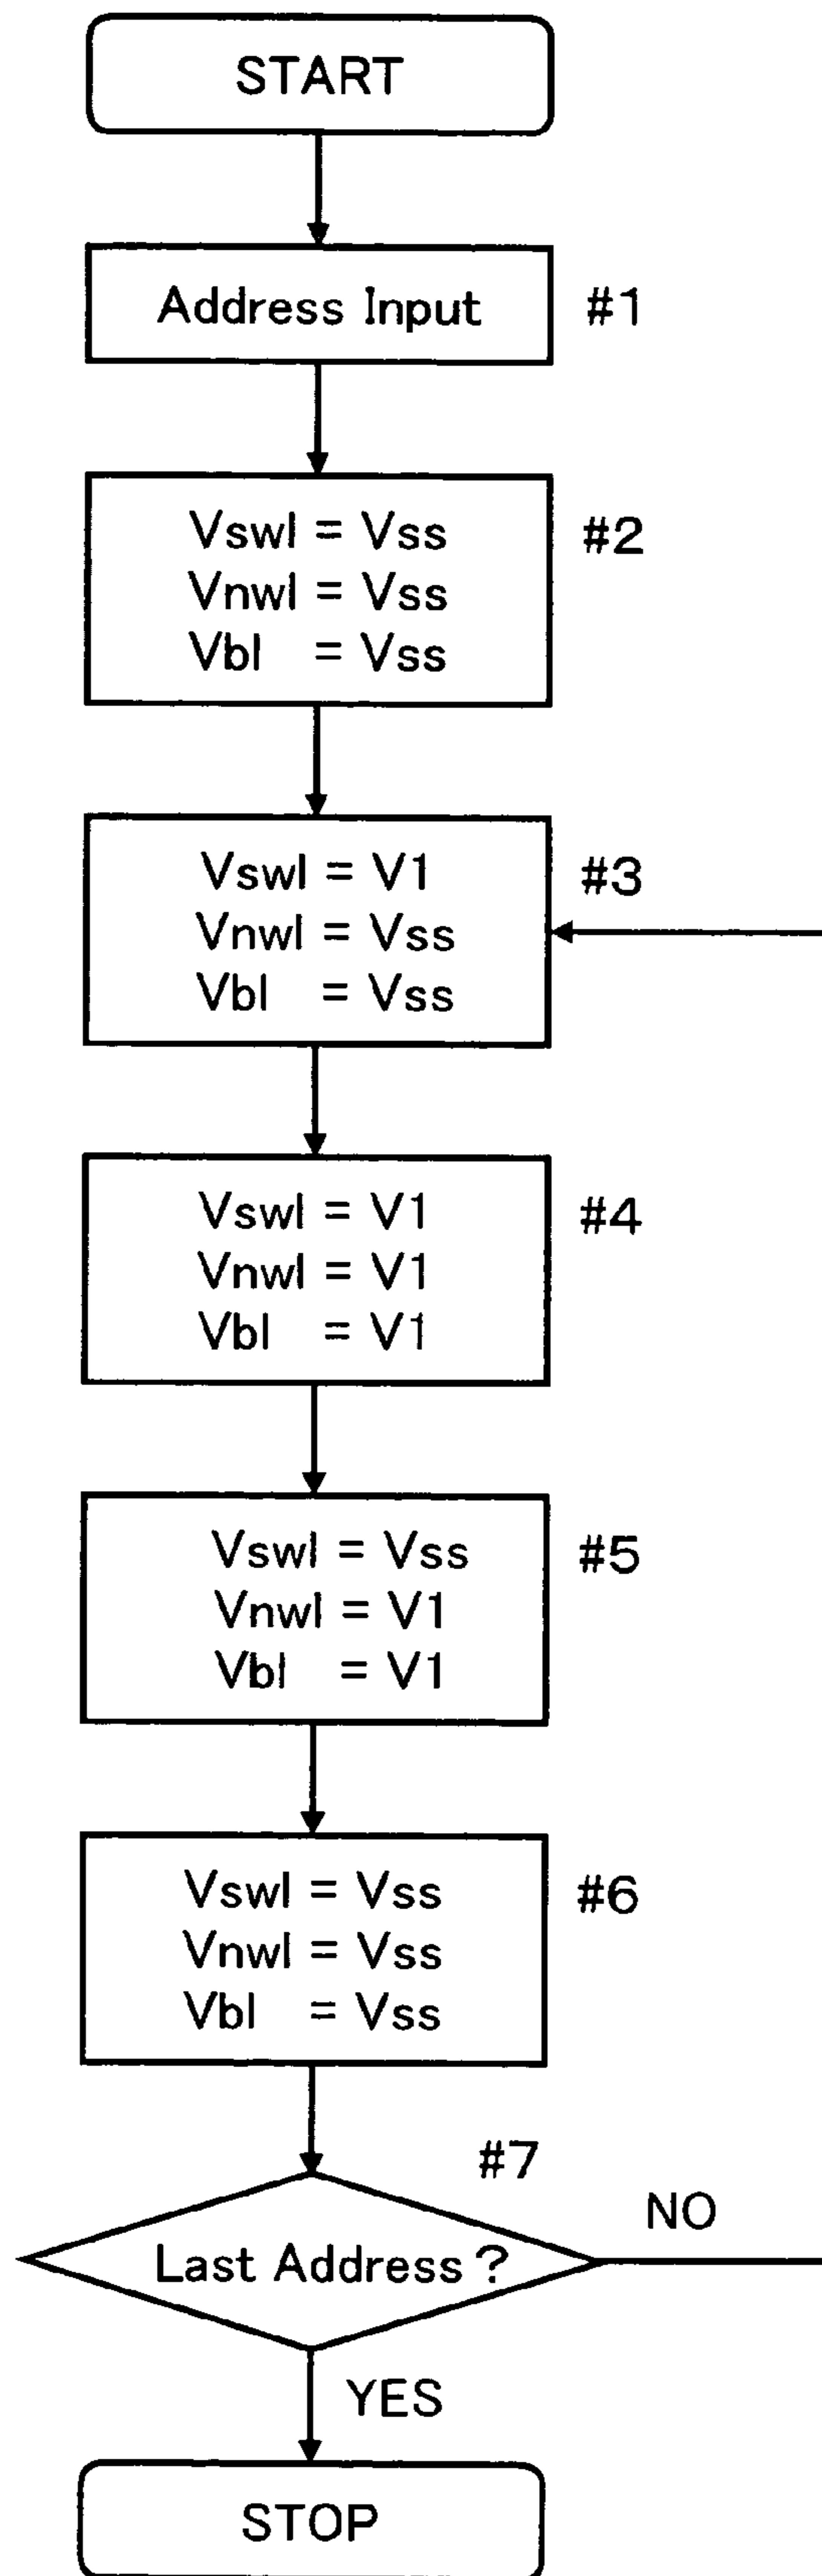 START
Address Input #1
Vswl = Vss #2
Vnwl = Vss
Vbl = Vss
Vswl = V1 #3
Vnwl = Vss
Vbl = Vss
Vswl = V1 #4
Vnwl = V1
Vbl = V1
Vswl = Vss #5
Vnwl = V1
Vbl = V1
Vswl = Vss #6
Vnwl = Vss
Vbl = Vss
#7
NO
Last Address ?
YES
STOP